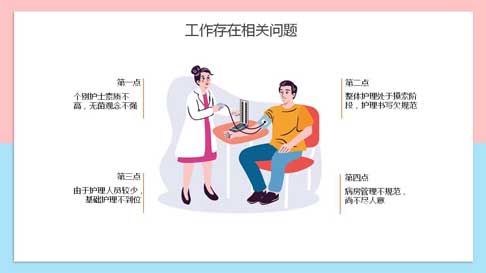 工作存在相关问题
第一点
个别护士素质不
高，无菌观念不强
第二点
整体护理处于摸索阶
段，护理书写欠规范
第三点
由于护理人员较少，
基础护理不到位
第四点
病房管理不规范，
尚不尽人意